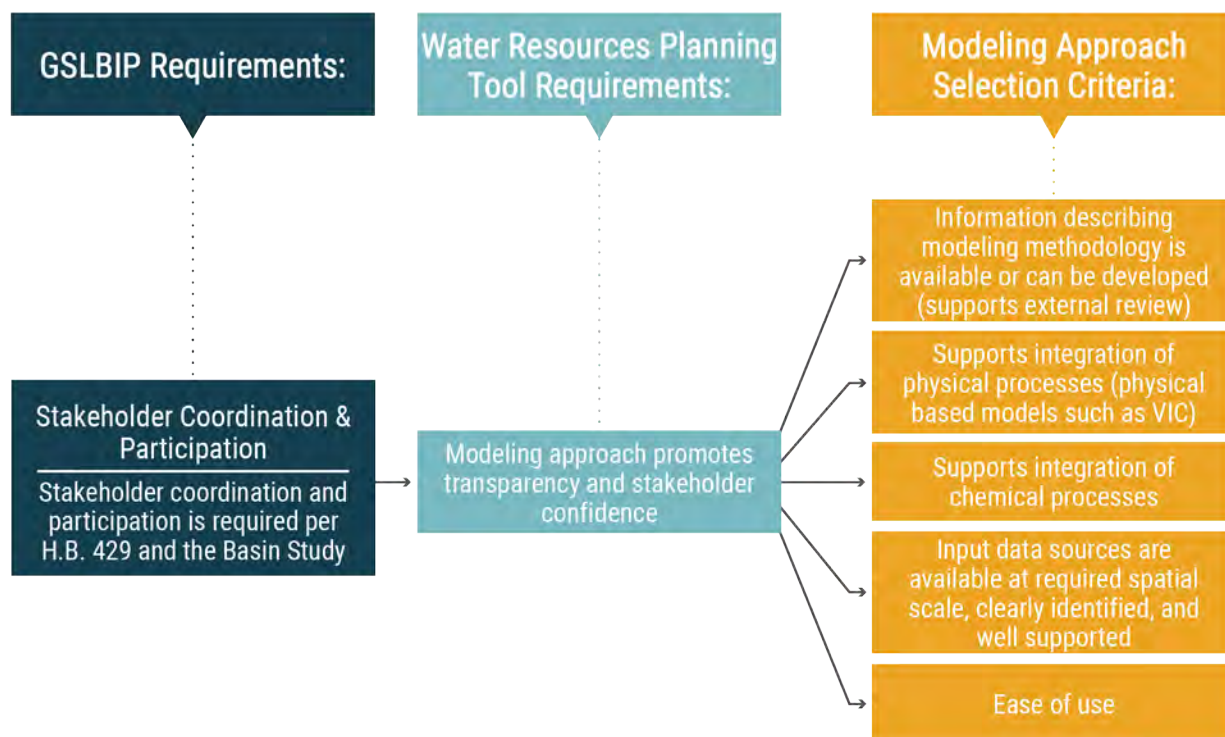 GSLBIP Requirements:
Water Resources Planning
Tool Requirements:
Modeling Approach
Selection Criteria:
Stakeholder Coordination &
Participation
Stakeholder coordination and
participation is required per
H.B. 429 and the Basin Study
Modeling approach promotes
transparency and stakeholder
confidence
Information describing
modeling methodology is
available or can be developed
(supports external review)
Supports integration of
physical processes (physical
based models such as VIC)
Supports integration of
chemical processes
Input data sources are
available at required spatial
scale, clearly identified, and
well supported
Ease of use